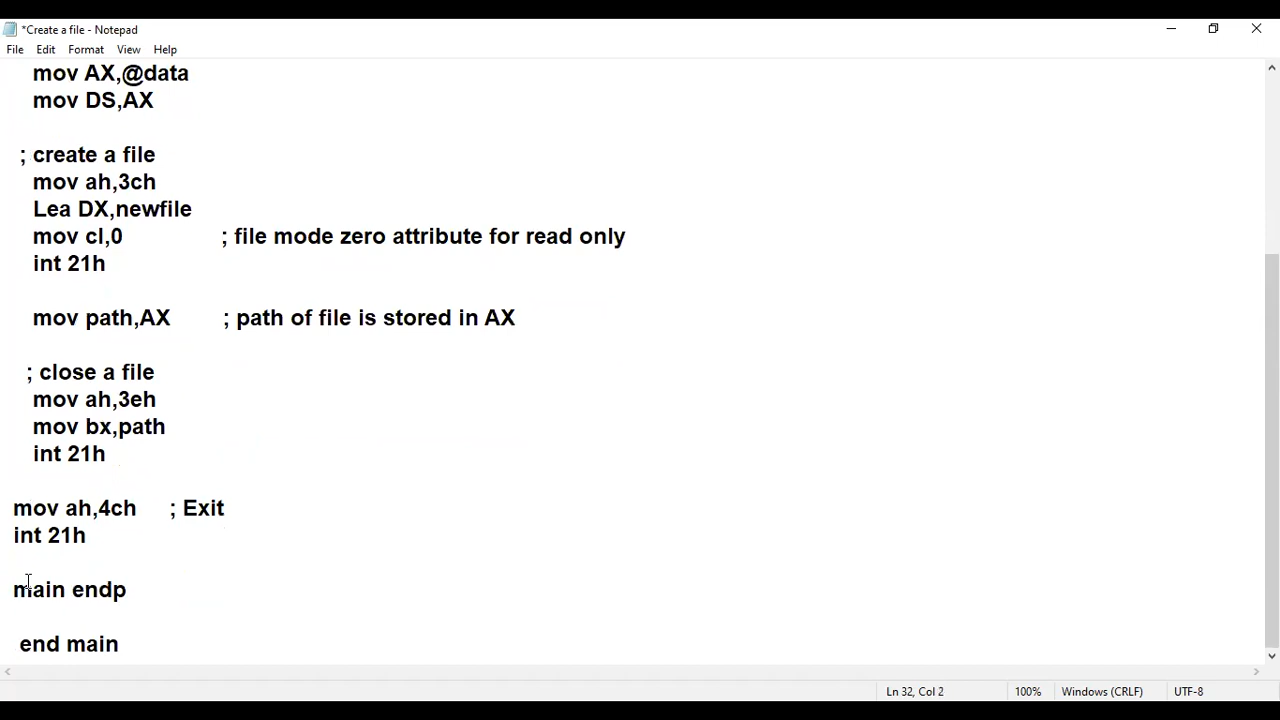 *Create a file - Notepad
File Edit Format View Help
mov AX,@data
mov DS,AX
; create a file
mov ah,3ch
Lea DX,newfile
mov cl,0 ; file mode zero attribute for read only
int 21h
mov path,AX ; path of file is stored in AX
; close a file
mov ah,3eh
mov bx,path
int 21h
mov ah,4ch ; Exit
int 21h
main endp
end main
Ln 32, Col 2 100% Windows (CRLF) UTF-8